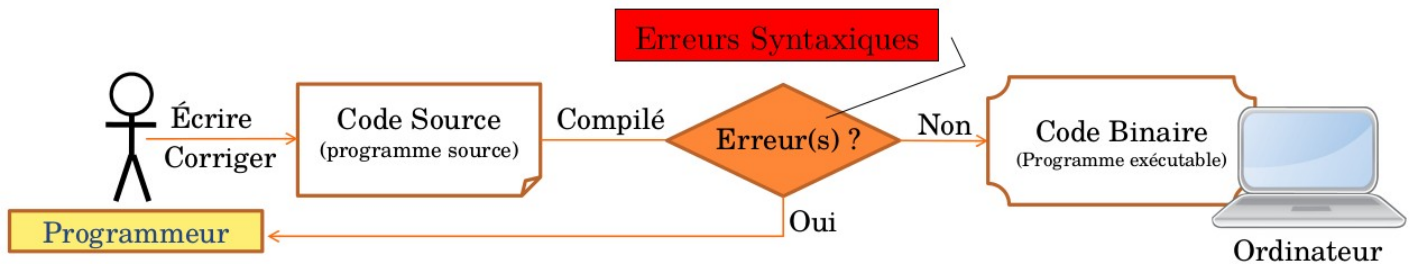 Erreurs Syntaxiques
Écrire
Corriger
Code Source
(programme source)
Compilé
Erreur(s) ?
Non
Code Binaire
(Programme exécutable)
Oui
Programmeur
Ordinateur